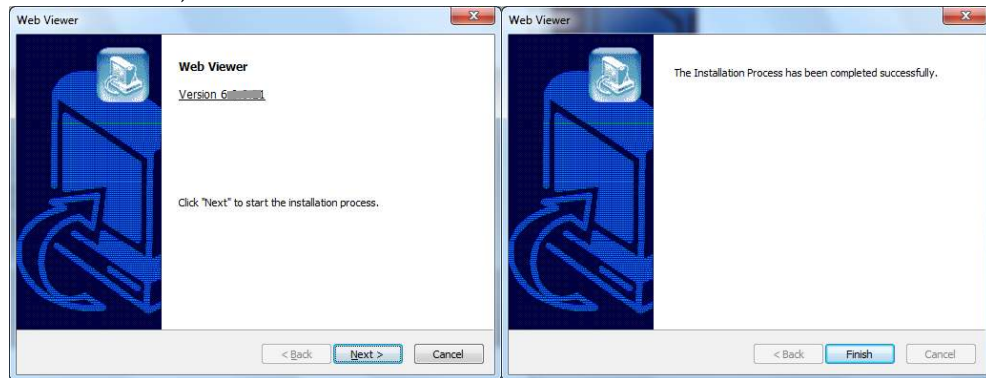 Web Viewer
Web Viewer
Version 6
Click "Next" to start the installation process.
< Back Next > Cancel
Web Viewer
The Installation Process has been completed successfully.
< Back Finish Cancel